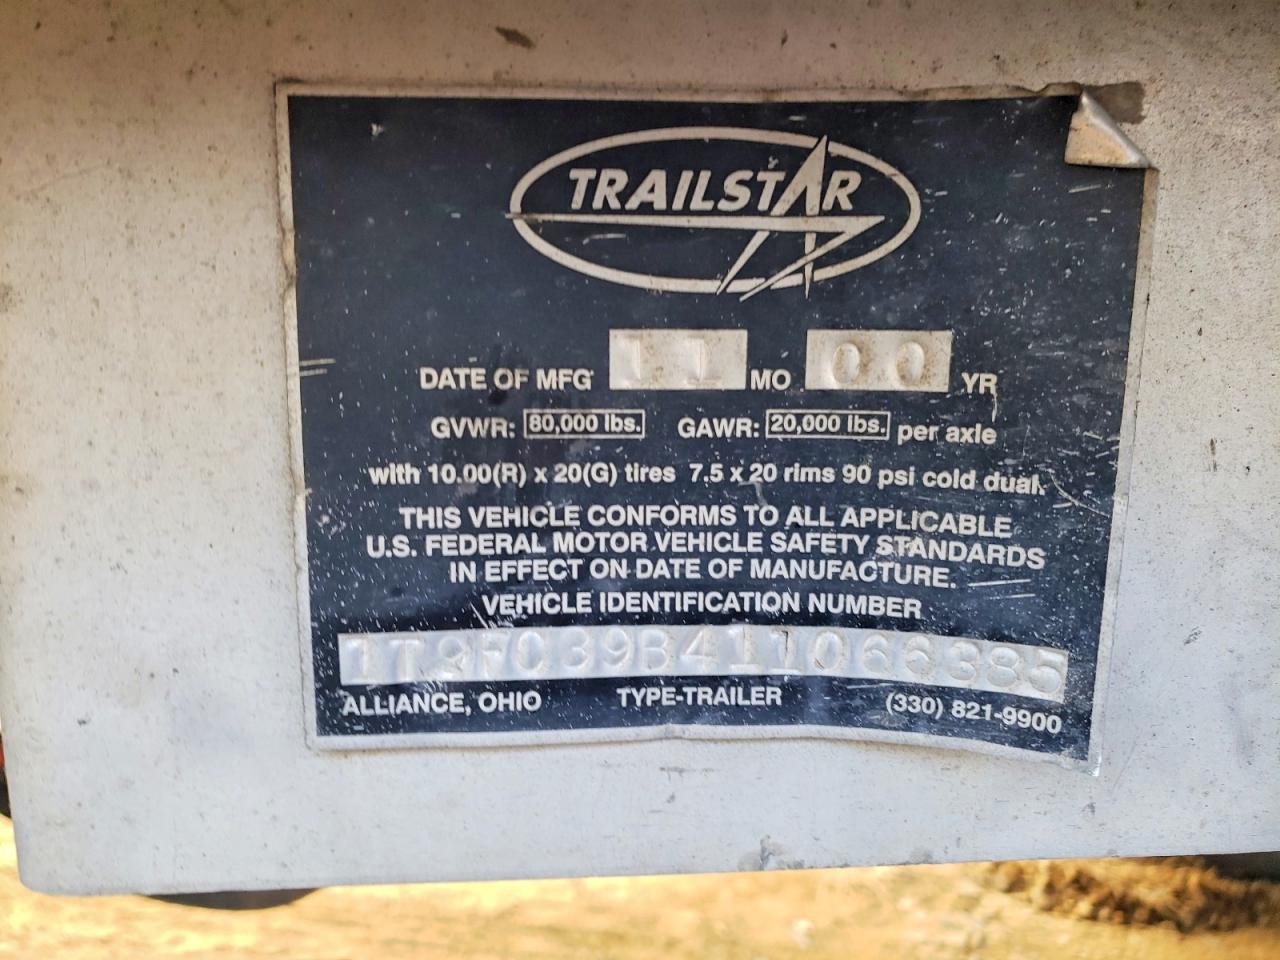 TRAILSTAR
DATE OF MFG 11 MO 00 YR
GVWR: 80,000 lbs. GAWR: 20,000 lbs. per axle
with 10.00(R) x 20(G) tires 7.5 x 20 rims 90 psi cold dual.
THIS VEHICLE CONFORMS TO ALL APPLICABLE
U.S. FEDERAL MOTOR VEHICLE SAFETY STANDARDS
IN EFFECT ON DATE OF MANUFACTURE.
VEHICLE IDENTIFICATION NUMBER
1T9FC39B411066385
ALLIANCE, OHIO TYPE-TRAILER (330) 821-9900